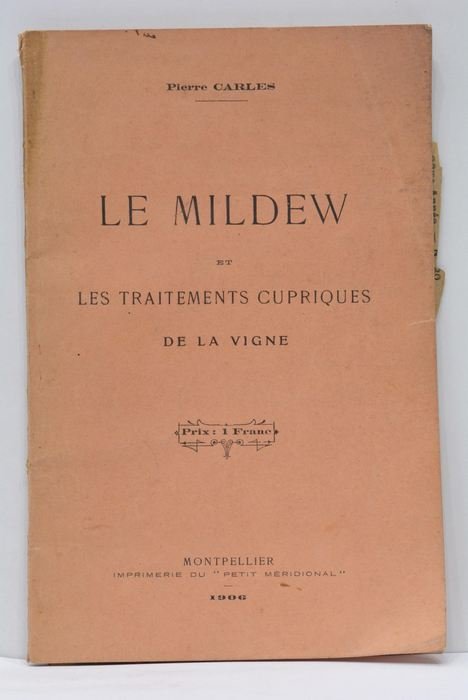 Pierre CARLES
LE MILDEW
ET
LES TRAITEMENTS CUPRIQUES
DE LA VIGNE
Prix : 1 Franc
MONTPELLIER
IMPRIMERIE DU "PETIT MÉRIDIONAL"
1906